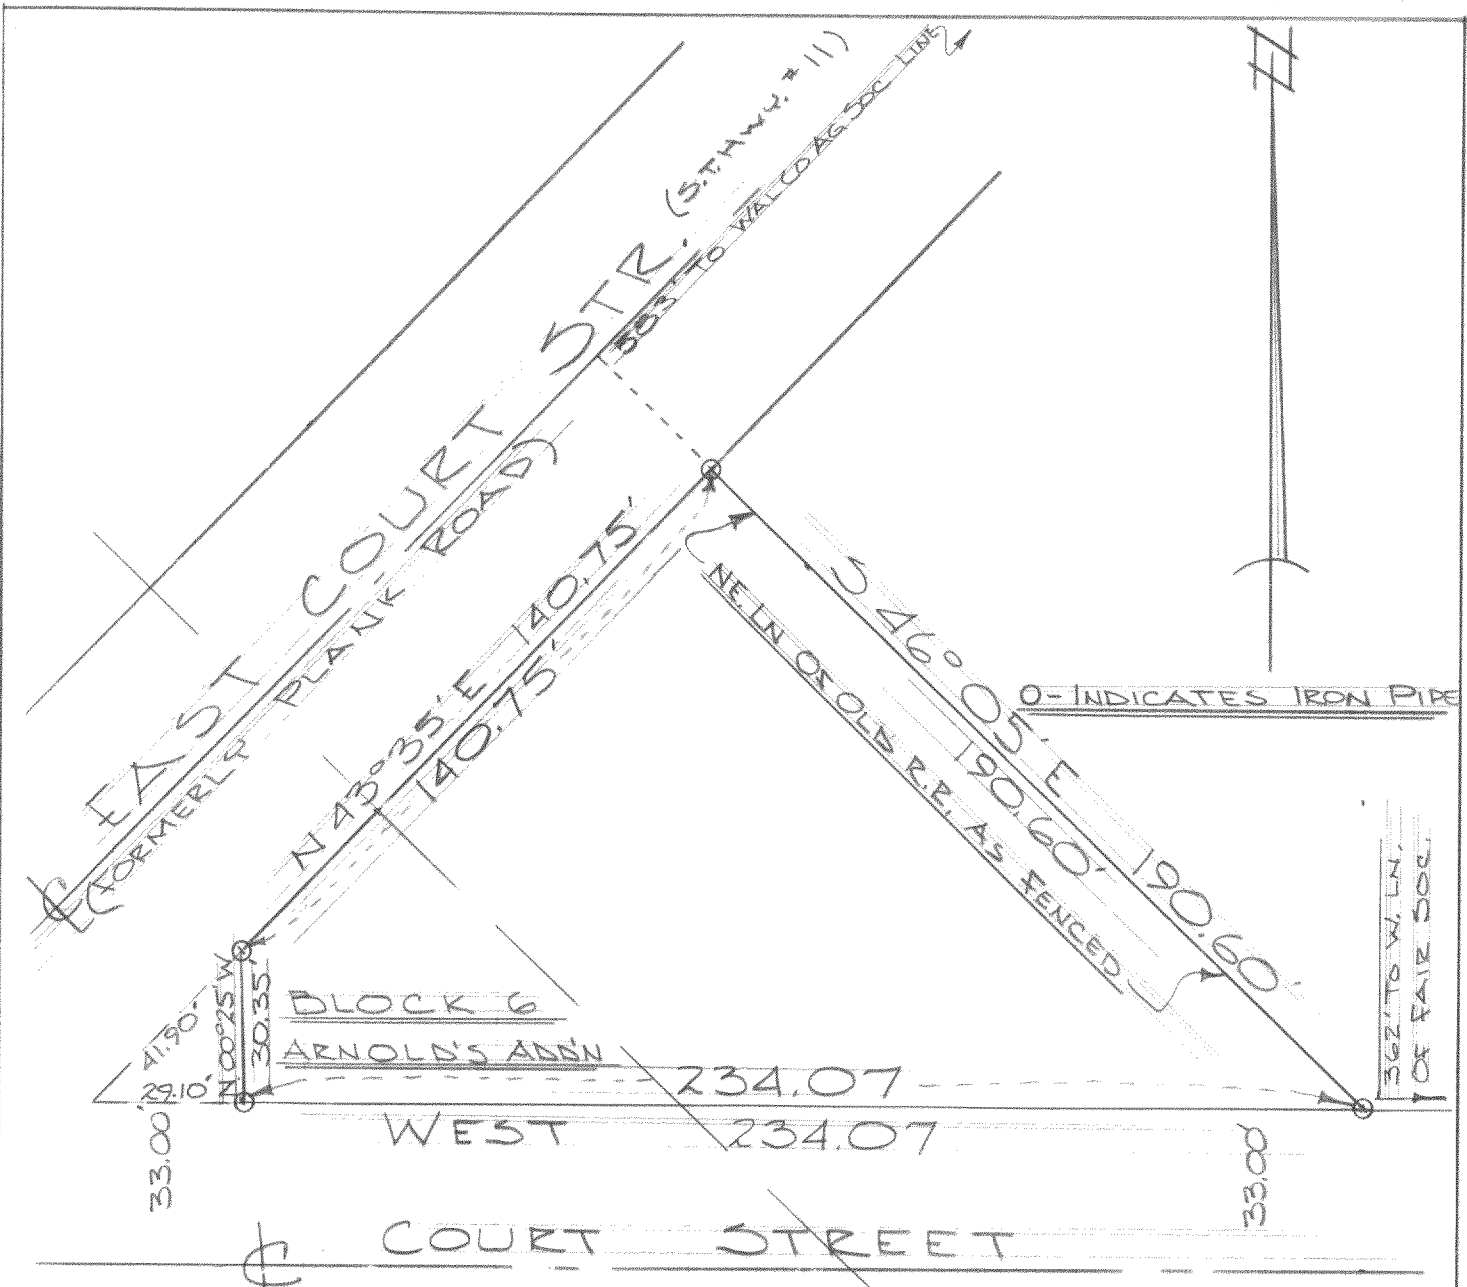 N
EAST COURT STR. (S.T.HWY. # 11)
(FORMERLY PLANK ROAD)
583' TO WALCO AG SOC LINE
N 43° 35' E 140.75'
140.75'
S 46° 05' E 190.60'
190.60'
NE. LN OF OLD R.R. AS FENCED
O-INDICATES IRON PIPE
362' TO W. LN.
OF FAIR SOC.
41.90'
29.10'
N 00°25' W
30.35'
BLOCK 6
ARNOLD'S ADD'N
234.07
WEST 234.07
33.00'
33.00'
COURT STREET